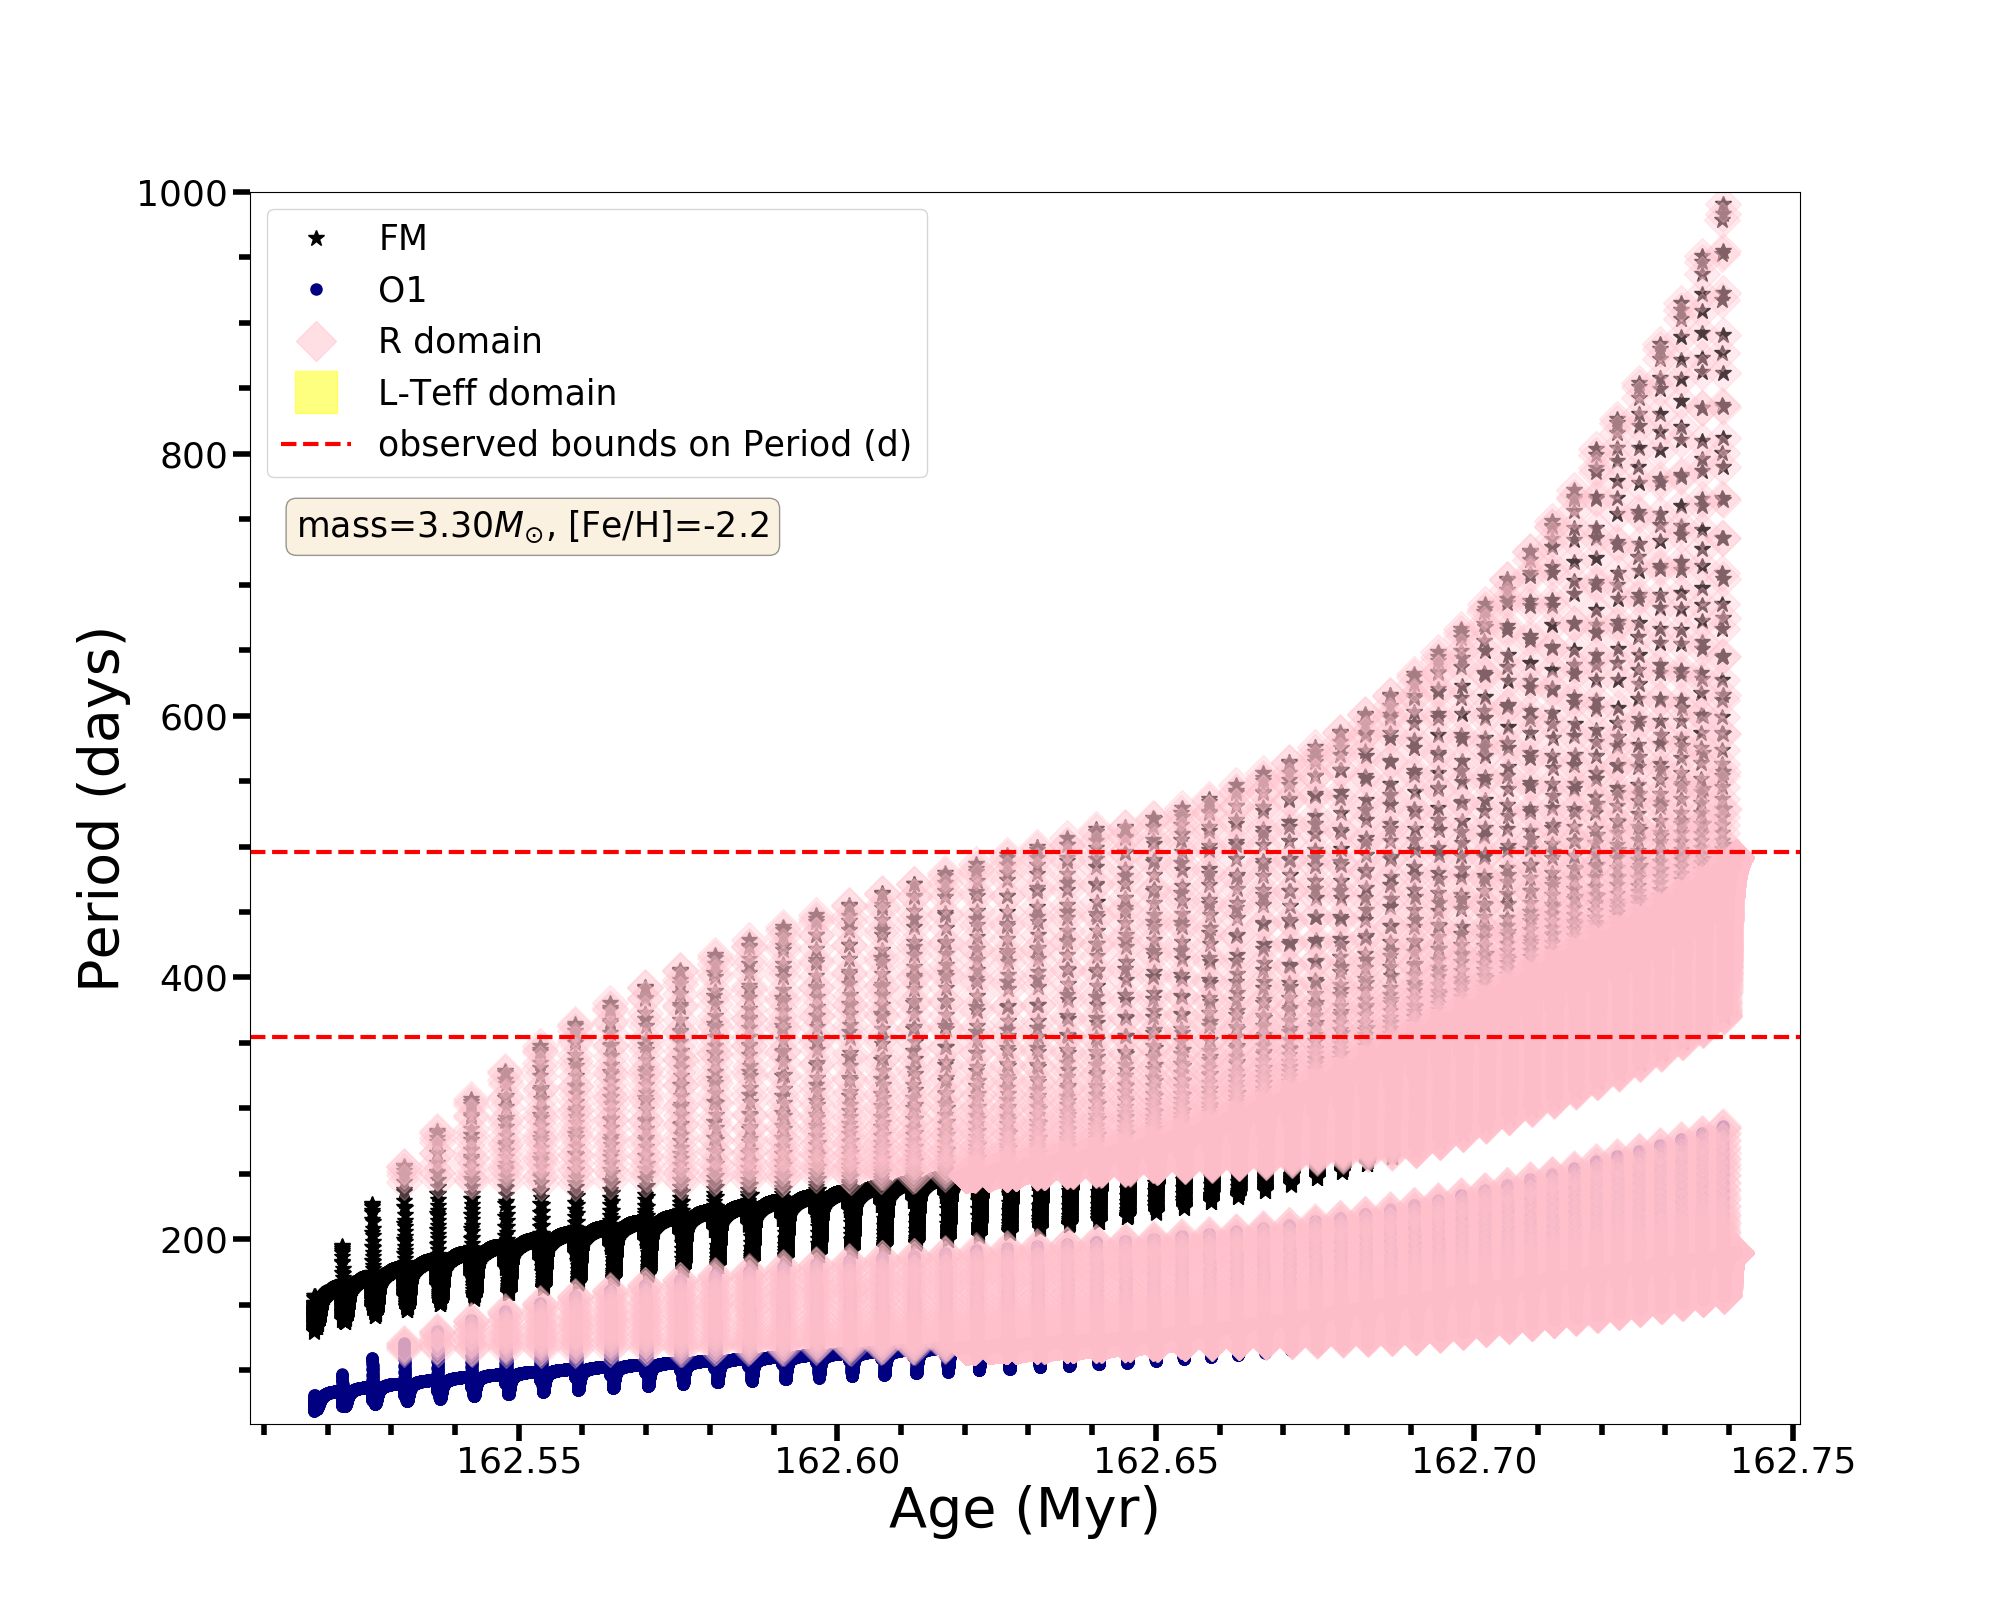 1000
800
600
400
200
Period (days)
FM
O1
R domain
L-Teff domain
observed bounds on Period (d)
mass=3.30M☉, [Fe/H]=-2.2
162.55 162.60 162.65 162.70 162.75
Age (Myr)